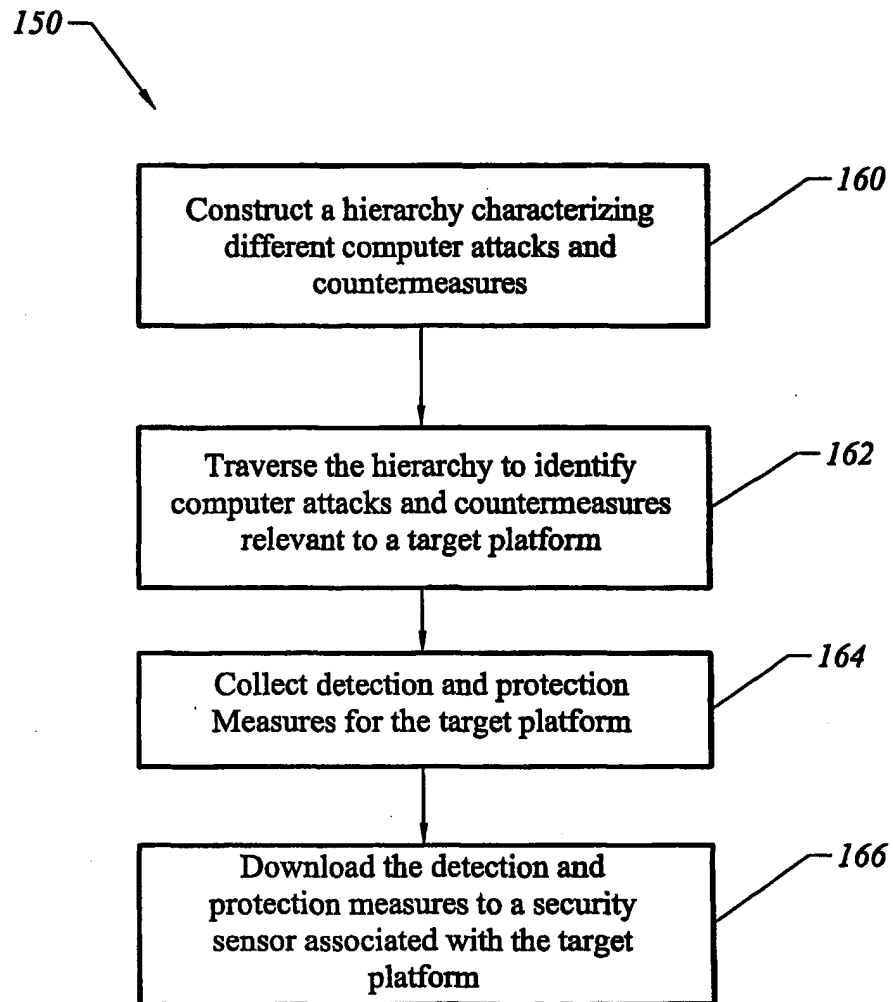 150
160
Construct a hierarchy characterizing
different computer attacks and
countermeasures
162
Traverse the hierarchy to identify
computer attacks and countermeasures
relevant to a target platform
164
Collect detection and protection
Measures for the target platform
166
Download the detection and
protection measures to a security
sensor associated with the target
platform